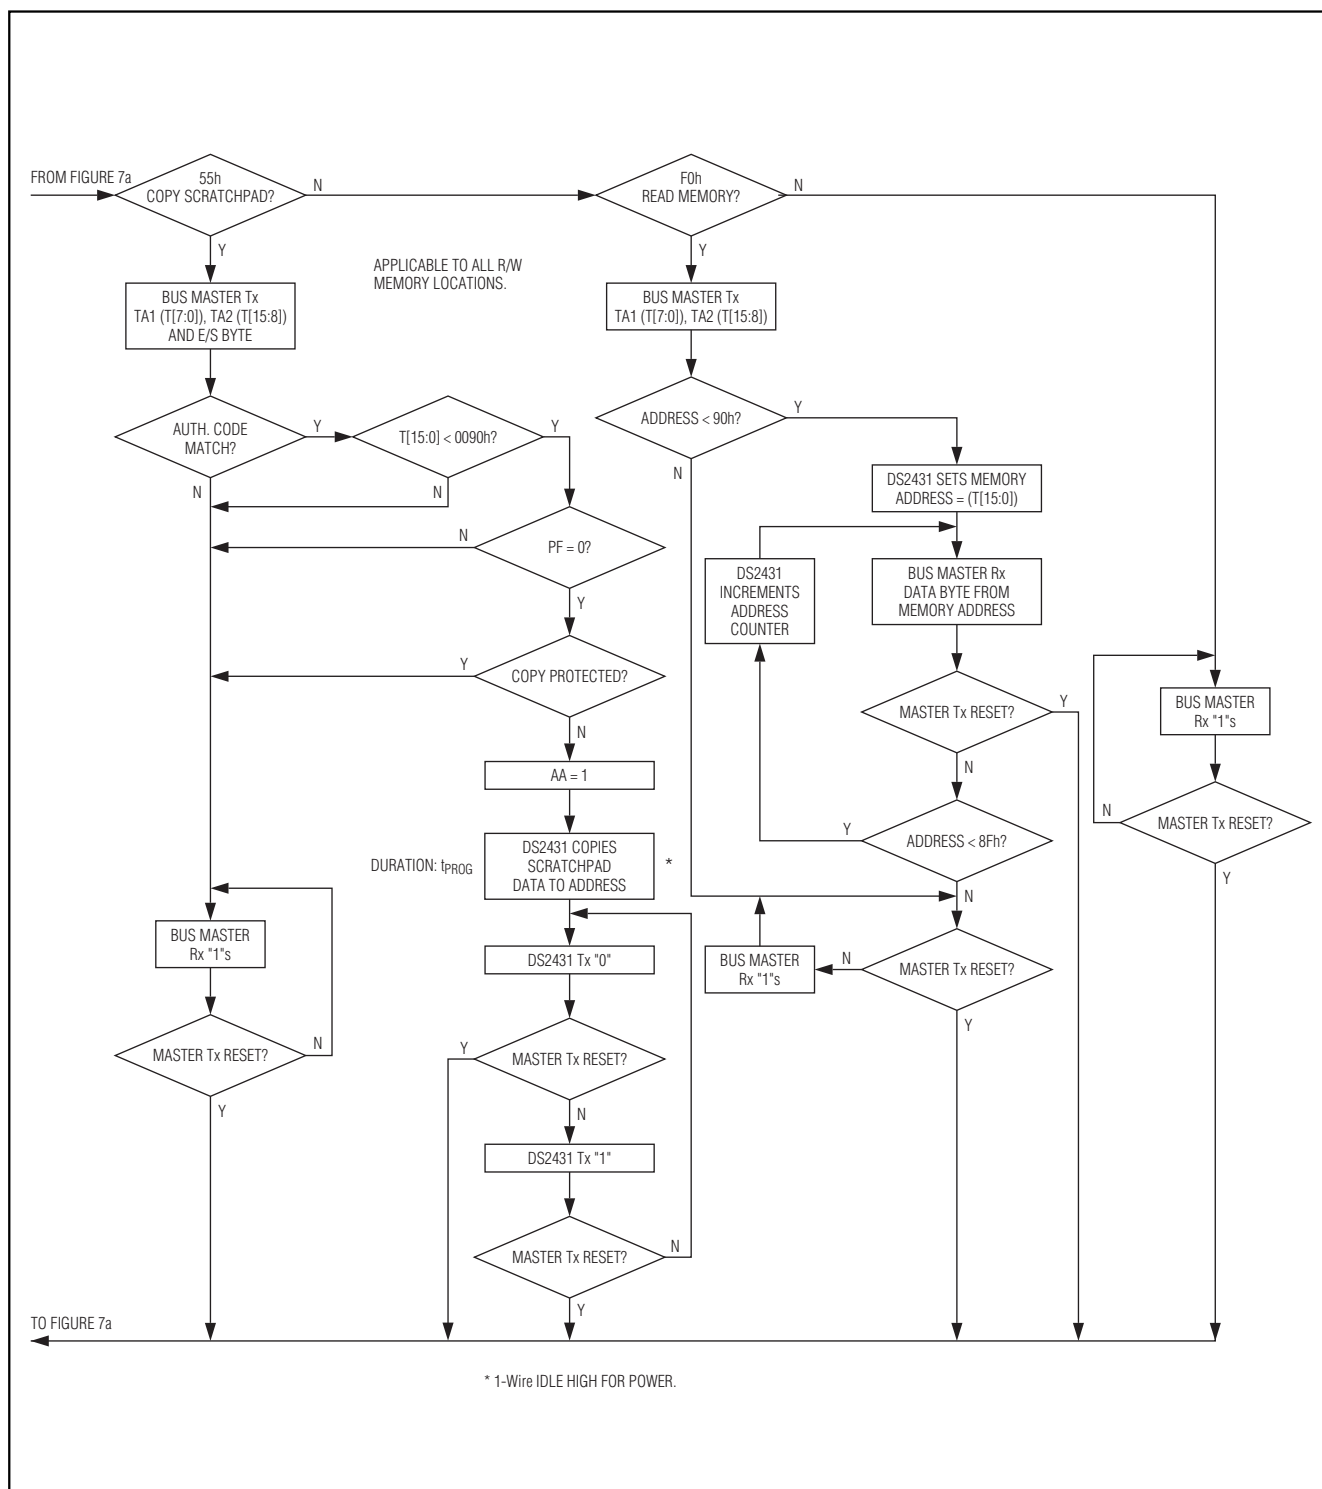 FROM FIGURE 7a
55h
COPY SCRATCHPAD?
N
Y
F0h
READ MEMORY?
N
Y
APPLICABLE TO ALL R/W
MEMORY LOCATIONS.
BUS MASTER Tx
TA1 (T[7:0]), TA2 (T[15:8])
AND E/S BYTE
AUTH. CODE
MATCH?
Y
N
T[15:0] < 0090h?
Y
N
PF = 0?
N
Y
COPY PROTECTED?
Y
N
AA = 1
DURATION: tPROG
DS2431 COPIES
SCRATCHPAD
DATA TO ADDRESS
*
BUS MASTER
Rx "1"s
MASTER Tx RESET?
N
Y
DS2431 Tx "0"
MASTER Tx RESET?
Y
N
DS2431 Tx "1"
MASTER Tx RESET?
N
Y
BUS MASTER Tx
TA1 (T[7:0]), TA2 (T[15:8])
ADDRESS < 90h?
Y
N
DS2431 SETS MEMORY
ADDRESS = (T[15:0])
DS2431
INCREMENTS
ADDRESS
COUNTER
BUS MASTER Rx
DATA BYTE FROM
MEMORY ADDRESS
MASTER Tx RESET?
Y
N
ADDRESS < 8Fh?
Y
N
BUS MASTER
Rx "1"s
N
MASTER Tx RESET?
Y
BUS MASTER
Rx "1"s
MASTER Tx RESET?
N
Y
TO FIGURE 7a
* 1-Wire IDLE HIGH FOR POWER.